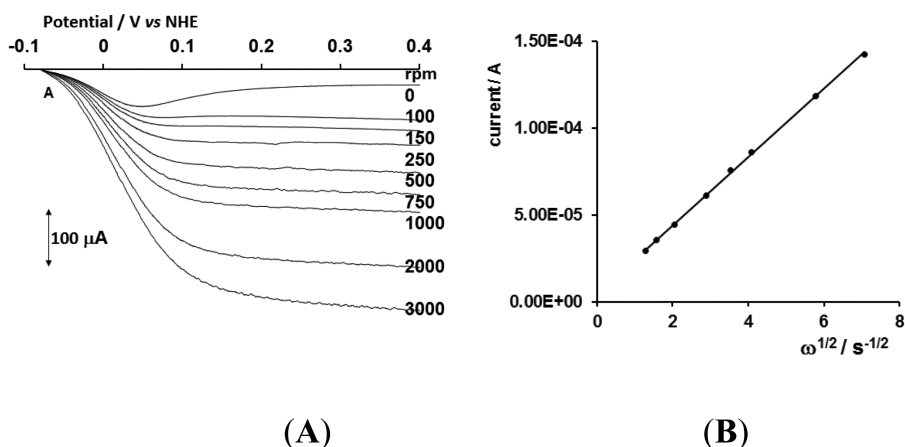 Potential / V vs NHE
-0.1 0 0.1 0.2 0.3 0.4
rpm
A
0
100
150
250
500
750
1000
100 μA
2000
3000
(A)
1.50E-04
1.00E-04
5.00E-05
0.00E+00
current / A
0 2 4 6 8
ω1/2 / s-1/2
(B)